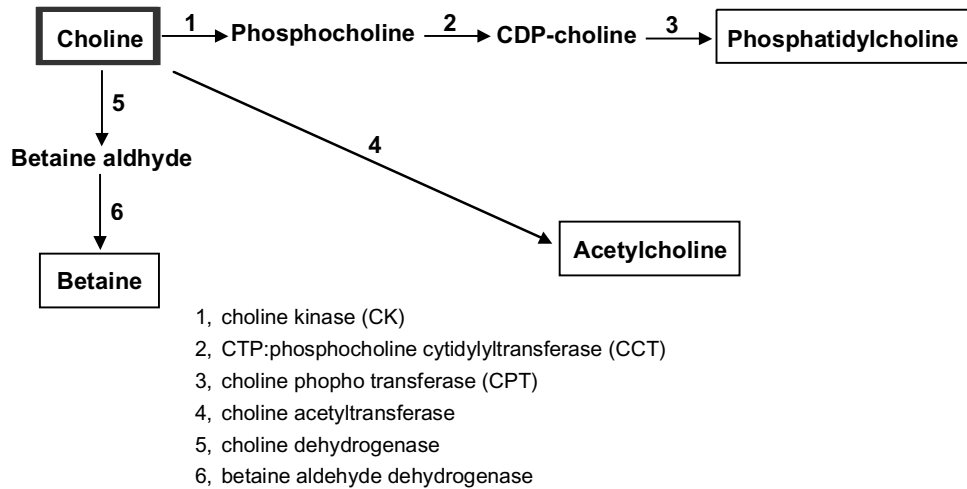 1 2 3
Choline Phosphocholine CDP-choline Phosphatidylcholine
5
4
Betaine aldhyde
6
Acetylcholine
Betaine
1, choline kinase (CK)
2, CTP:phosphocholine cytidylyltransferase (CCT)
3, choline phopho transferase (CPT)
4, choline acetyltransferase
5, choline dehydrogenase
6, betaine aldehyde dehydrogenase